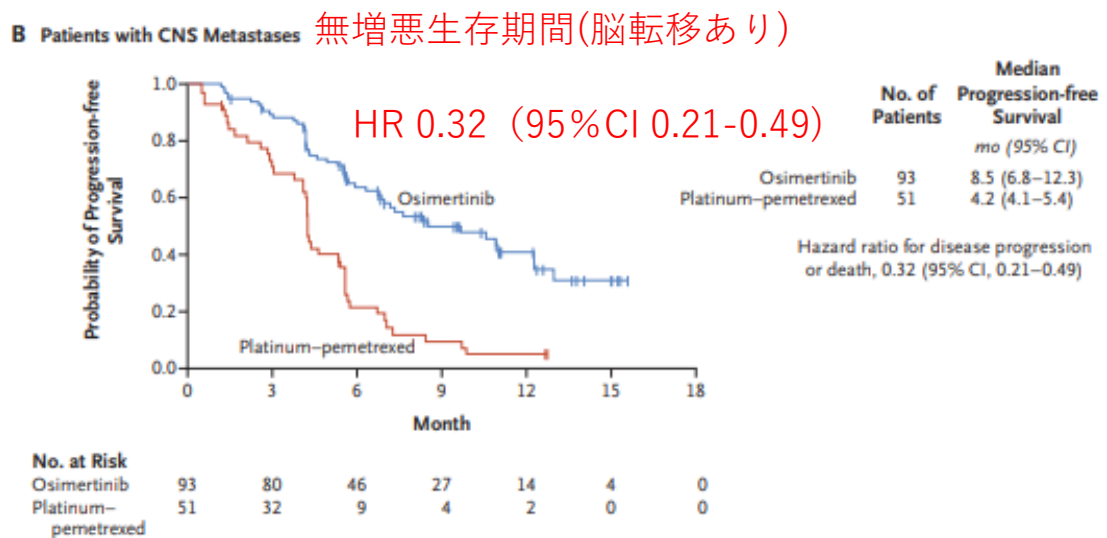 B Patients with CNS Metastases 無増悪生存期間(脳転移あり)
HR 0.32（95%CI 0.21-0.49）
Probability of Progression-free
Survival
1.0
0.8
0.6
0.4
0.2
0.0
Osimertinib
Platinum–pemetrexed
0 3 6 9 12 15 18
Month
Median
No. of Progression-free
Patients Survival
mo (95% CI)
Osimertinib 93 8.5 (6.8–12.3)
Platinum–pemetrexed 51 4.2 (4.1–5.4)
Hazard ratio for disease progression
or death, 0.32 (95% CI, 0.21–0.49)
No. at Risk
Osimertinib 93 80 46 27 14 4 0
Platinum– 51 32 9 4 2 0 0
pemetrexed